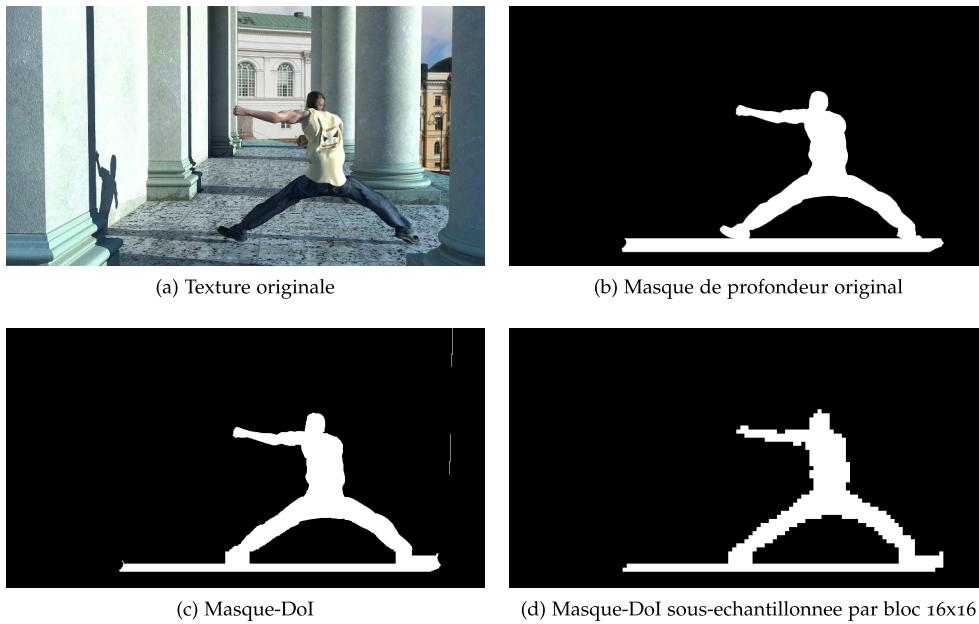 (a) Texture originale
(b) Masque de profondeur original
(c) Masque-DoI
(d) Masque-DoI sous-echantillonnee par bloc 16x16